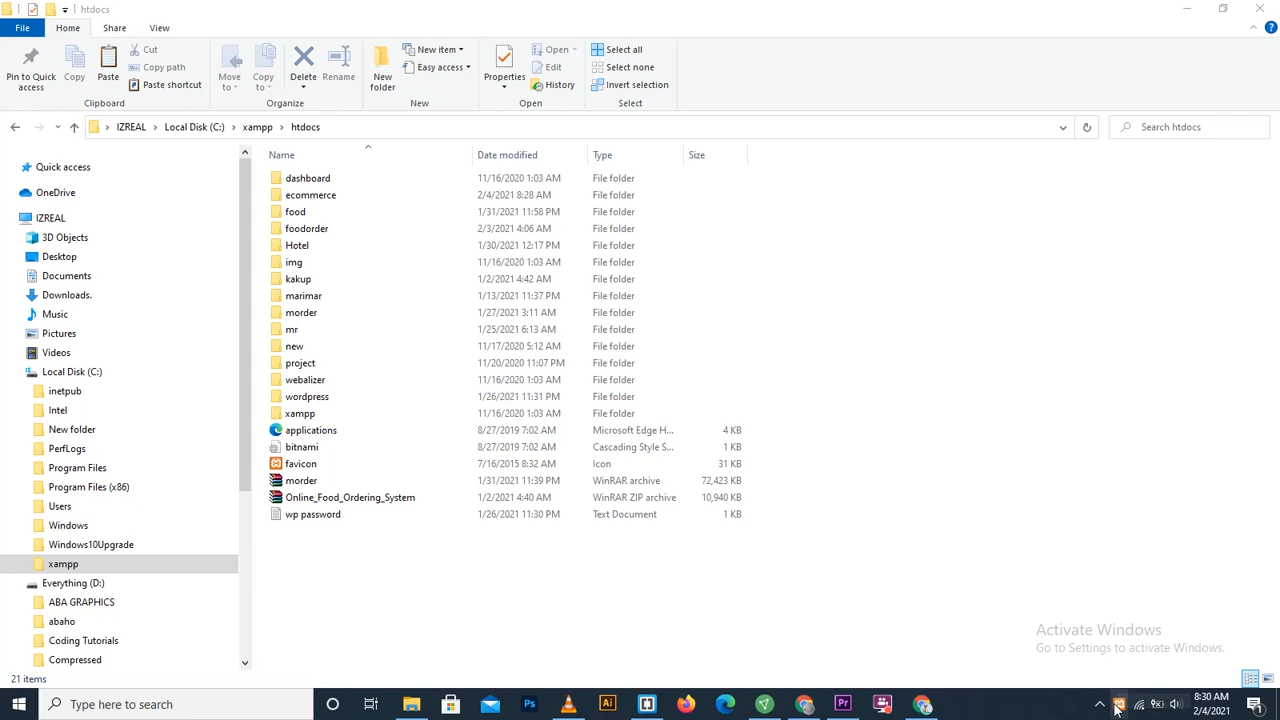 htdocs
File Home Share View
Pin to Quick access
Copy
Paste
Cut
Copy path
Paste shortcut
Clipboard
Move to
Copy to
Delete
Rename
Organize
New folder
New item
Easy access
New
Properties
Open
Edit
History
Open
Select all
Select none
Invert selection
Select
IZREAL > Local Disk (C:) > xampp > htdocs
Search htdocs
Quick access
OneDrive
IZREAL
3D Objects
Desktop
Documents
Downloads.
Music
Pictures
Videos
Local Disk (C:)
inetpub
Intel
New folder
PerfLogs
Program Files
Program Files (x86)
Users
Windows
Windows10Upgrade
xampp
Everything (D:)
ABA GRAPHICS
abaho
Coding Tutorials
Compressed
Name Date modified Type Size
dashboard 11/16/2020 1:03 AM File folder
ecommerce 2/4/2021 8:28 AM File folder
food 1/31/2021 11:58 PM File folder
foodorder 2/3/2021 4:06 AM File folder
Hotel 1/30/2021 12:17 PM File folder
img 11/16/2020 1:03 AM File folder
kakup 1/2/2021 4:42 AM File folder
marimar 1/13/2021 11:37 PM File folder
morder 1/27/2021 3:11 AM File folder
mr 1/25/2021 6:13 AM File folder
new 11/17/2020 5:12 AM File folder
project 11/20/2020 11:07 PM File folder
webalizer 11/16/2020 1:03 AM File folder
wordpress 1/26/2021 11:31 PM File folder
xampp 11/16/2020 1:03 AM File folder
applications 8/27/2019 7:02 AM Microsoft Edge H... 4 KB
bitnami 8/27/2019 7:02 AM Cascading Style S... 1 KB
favicon 7/16/2015 8:32 AM Icon 31 KB
morder 1/31/2021 11:39 PM WinRAR archive 72,423 KB
Online_Food_Ordering_System 1/2/2021 4:40 AM WinRAR ZIP archive 10,940 KB
wp password 1/26/2021 11:30 PM Text Document 1 KB
Activate Windows
Go to Settings to activate Windows.
21 items
Type here to search
Ps
Ai
Pr
8:30 AM
2/4/2021